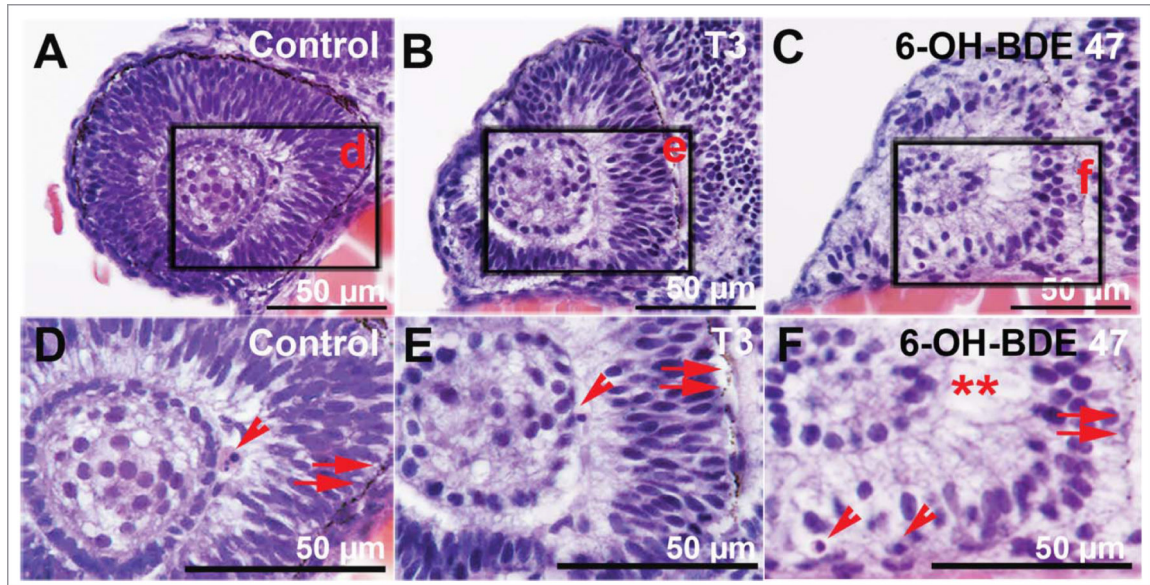 A Control
d
50 µm
B T3
e
50 µm
C 6-OH-BDE 47
f
50 µm
D Control
50 µm
E T3
50 µm
F 6-OH-BDE 47
**
50 µm